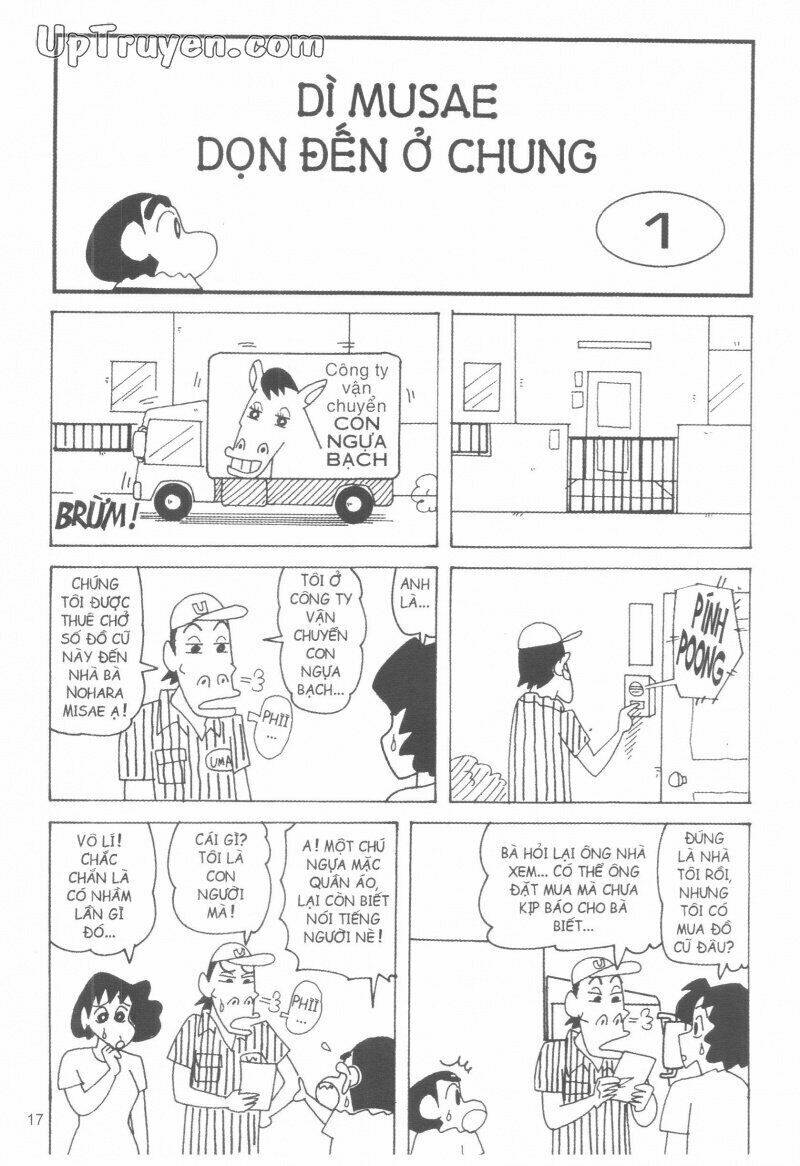 UpTruyen.com
DÌ MUSAE
DỌN ĐẾN Ở CHUNG
1
Công ty
vận
chuyển
CON
NGỰA
BẠCH
BRỪM!
PÍNH
POONG
ANH
LÀ...
TÔI Ở
CÔNG TY
VẬN
CHUYỂN
CON
NGỰA
BẠCH...
PHÌ
...
CHÚNG
TÔI ĐƯỢC
THUÊ CHỞ
SỐ ĐỒ CŨ
NÀY ĐẾN
NHÀ BÀ
NOHARA
MISAE Ạ!
U
UMA
ĐÚNG
LÀ NHÀ
TÔI RỒI,
NHƯNG
TÔI CÓ
MUA ĐỒ
CŨ ĐÂU?
BÀ HỎI LẠI ÔNG NHÀ
XEM... CÓ THỂ ÔNG
ĐẶT MUA MÀ CHƯA
KỊP BÁO CHO BÀ
BIẾT...
U
A! MỘT CHÚ
NGỰA MẶC
QUẦN ÁO,
LẠI CÒN BIẾT
NÓI TIẾNG
NGƯỜI NÈ!
CÁI GÌ?
TÔI LÀ
CON
NGƯỜI
MÀ!
PHÌ
...
VÔ LÍ!
CHẮC
CHẮN LÀ
CÓ NHẦM
LẪN GÌ
ĐÓ...
U
17